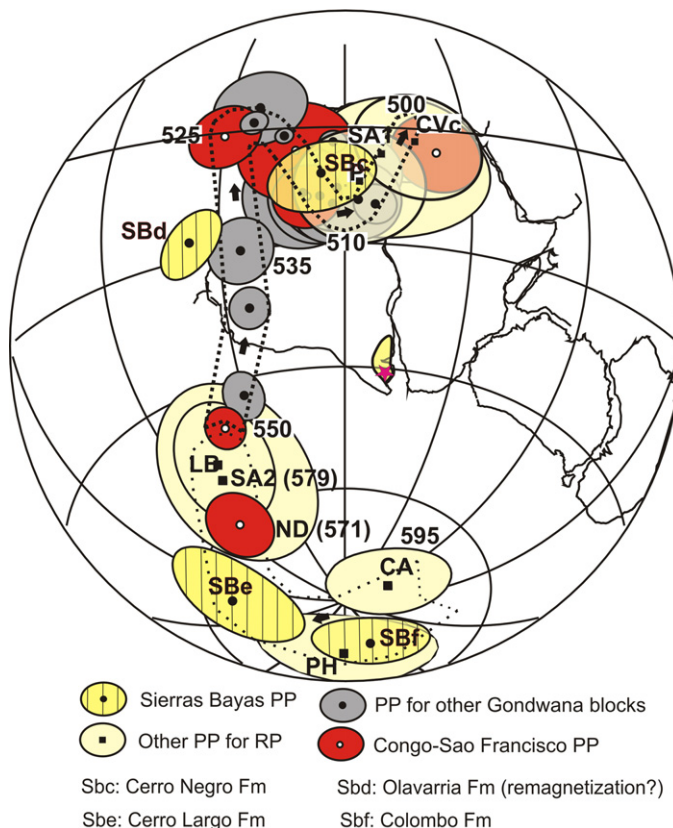 500
525
SA1
CVc
SBc
P
SBd
510
535
550
LB
SA2 (579)
ND (571)
595
CA
SBe
SBf
PH
Sierras Bayas PP
PP for other Gondwana blocks
Other PP for RP
Congo-Sao Francisco PP
Sbc: Cerro Negro Fm
Sbd: Olavarria Fm (remagnetization?)
Sbe: Cerro Largo Fm
Sbf: Colombo Fm